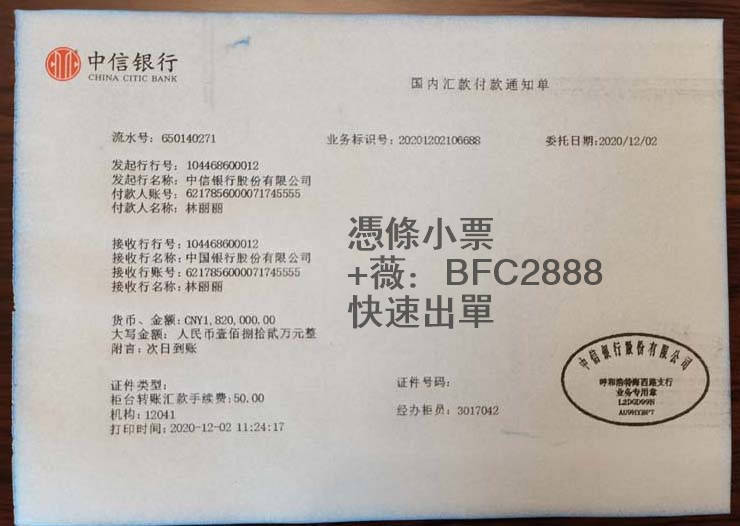 中信银行
CHINA CITIC BANK
国内汇款付款通知单
流水号: 650140271 业务标识号: 20201202106688 委托日期:2020/12/02
发起行行号: 104468600012
发起行名称: 中信银行股份有限公司
付款人账号: 6217856000071745555
付款人名称: 林丽丽
接收行行号: 104468600012
接收行名称: 中国银行股份有限公司
接收行账号: 6217856000071745555
接收行名称: 林丽丽
憑條小票
+薇: BFC2888
快速出單
货币、金额: CNY1,820,000.00
大写金额: 人民币壹佰捌拾贰万元整
附言: 次日到账
证件类型: 证件号码:
柜台转账汇款手续费: 50.00
机构: 12041 经办柜员: 3017042
打印时间: 2020-12-02 11:24:17
中信银行股份有限公司
呼和浩特海西路支行
业务专用章